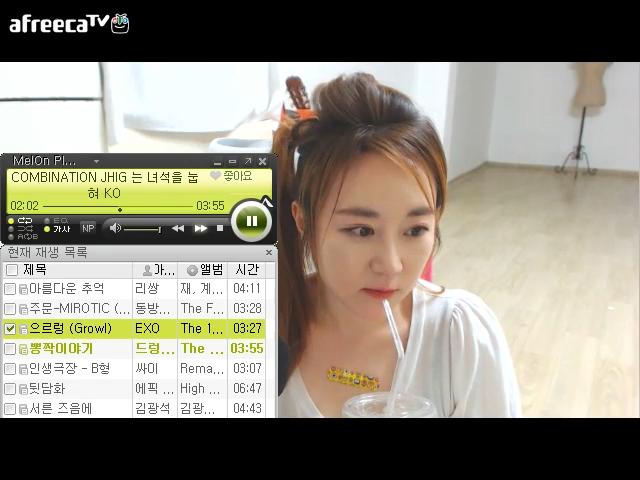 afreecaTV
MelOn Pl...
COMBINATION JHIG 는 녀석을 눕
혀 KO
좋아요
02:02 03:55
E.Q. 가사 NP
현재 재생 목록
제목 가... 앨범 시간
아름다운 추억 리쌍 재, 계... 04:11
주문-MIROTIC (... 동방... The F... 03:28
으르렁 (Growl) EXO The 1... 03:27
뽕짝이야기 드렁... The ... 03:55
인생극장 - B형 싸이 Rema... 03:07
뒷담화 에픽 ... High ... 06:47
서른 즈음에 김광석 김광... 04:43